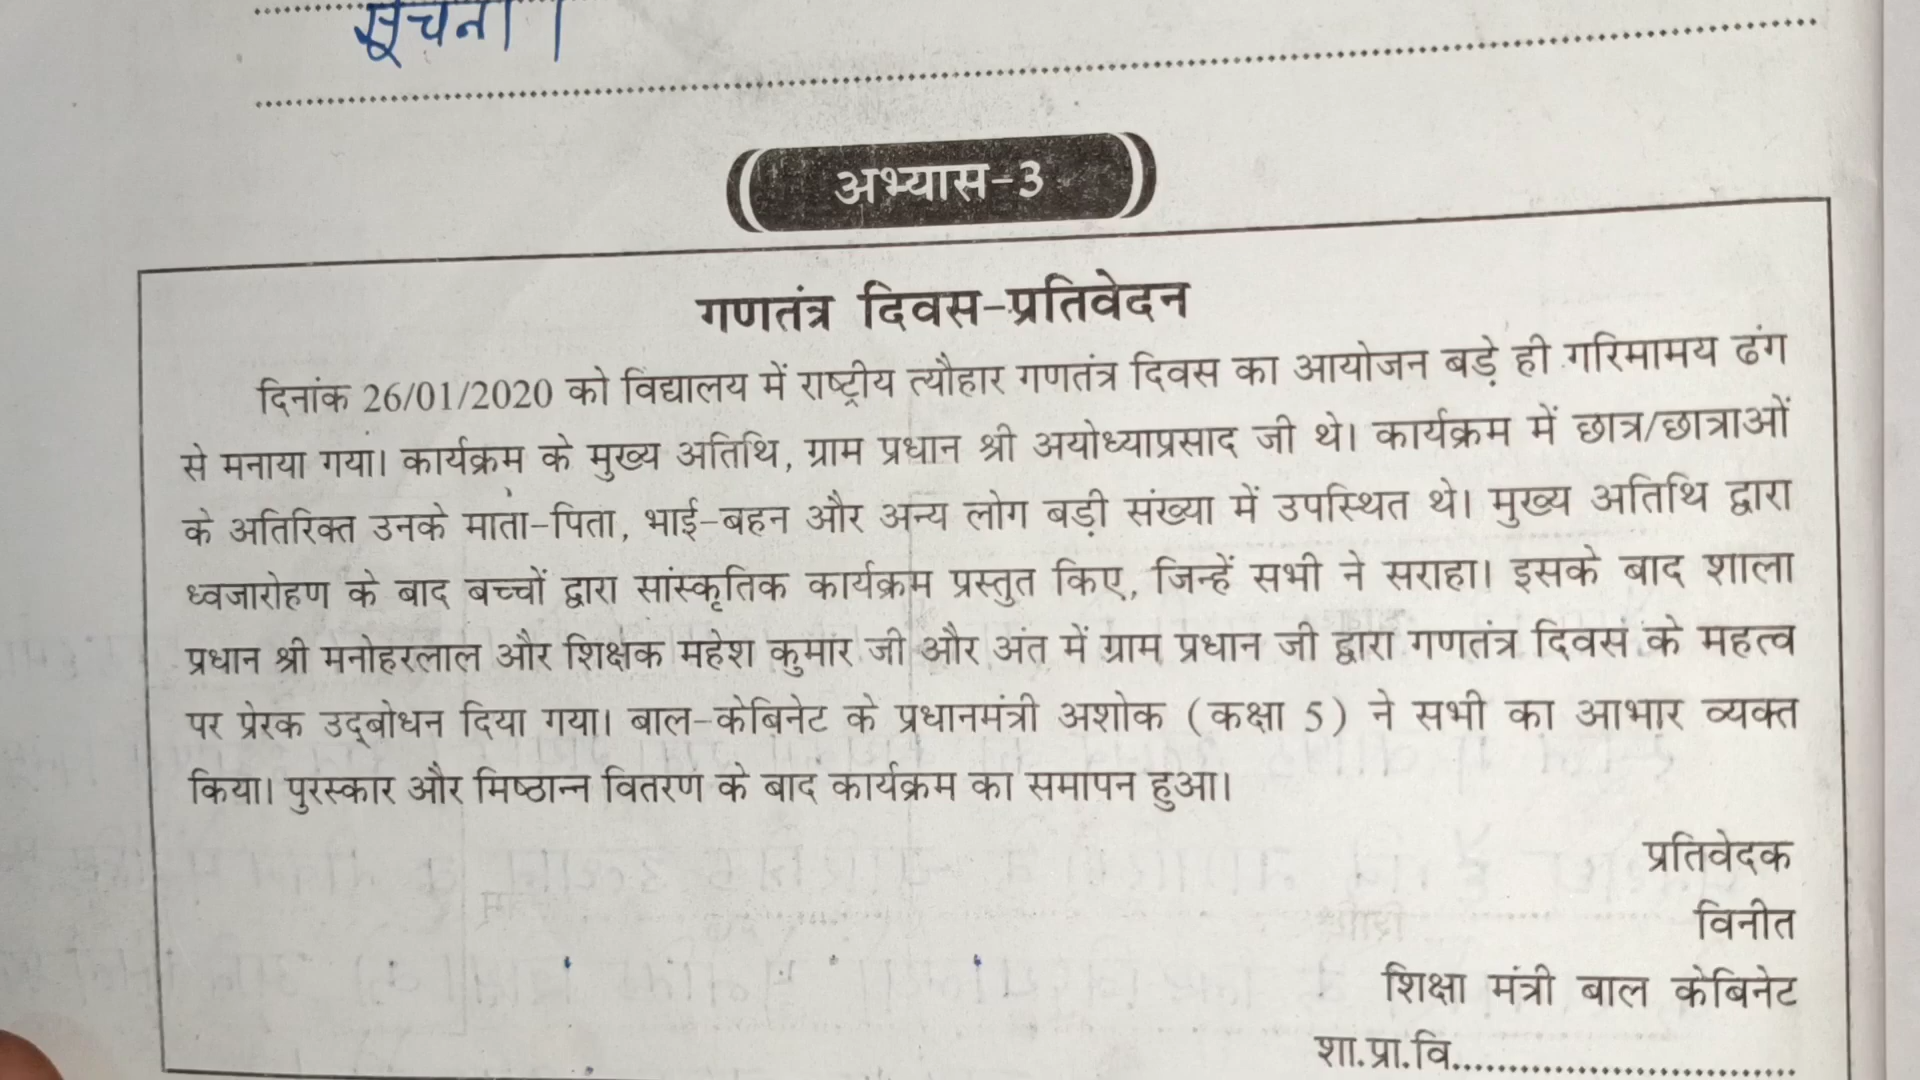 सूचना।
अभ्यास-3
गणतंत्र दिवस-प्रतिवेदन
दिनांक 26/01/2020 को विद्यालय में राष्ट्रीय त्यौहार गणतंत्र दिवस का आयोजन बड़े ही गरिमामय ढंग
से मनाया गया। कार्यक्रम के मुख्य अतिथि, ग्राम प्रधान श्री अयोध्याप्रसाद जी थे। कार्यक्रम में छात्र/छात्राओं
के अतिरिक्त उनके माता-पिता, भाई-बहन और अन्य लोग बड़ी संख्या में उपस्थित थे। मुख्य अतिथि द्वारा
ध्वजारोहण के बाद बच्चों द्वारा सांस्कृतिक कार्यक्रम प्रस्तुत किए, जिन्हें सभी ने सराहा। इसके बाद शाला
प्रधान श्री मनोहरलाल और शिक्षक महेश कुमार जी और अंत में ग्राम प्रधान जी द्वारा गणतंत्र दिवस के महत्व
पर प्रेरक उद्‌बोधन दिया गया। बाल-केबिनेट के प्रधानमंत्री अशोक (कक्षा 5) ने सभी का आभार व्यक्त
किया। पुरस्कार और मिष्ठान्न वितरण के बाद कार्यक्रम का समापन हुआ।
प्रतिवेदक
विनीत
शिक्षा मंत्री बाल केबिनेट
शा.प्रा.वि..............................